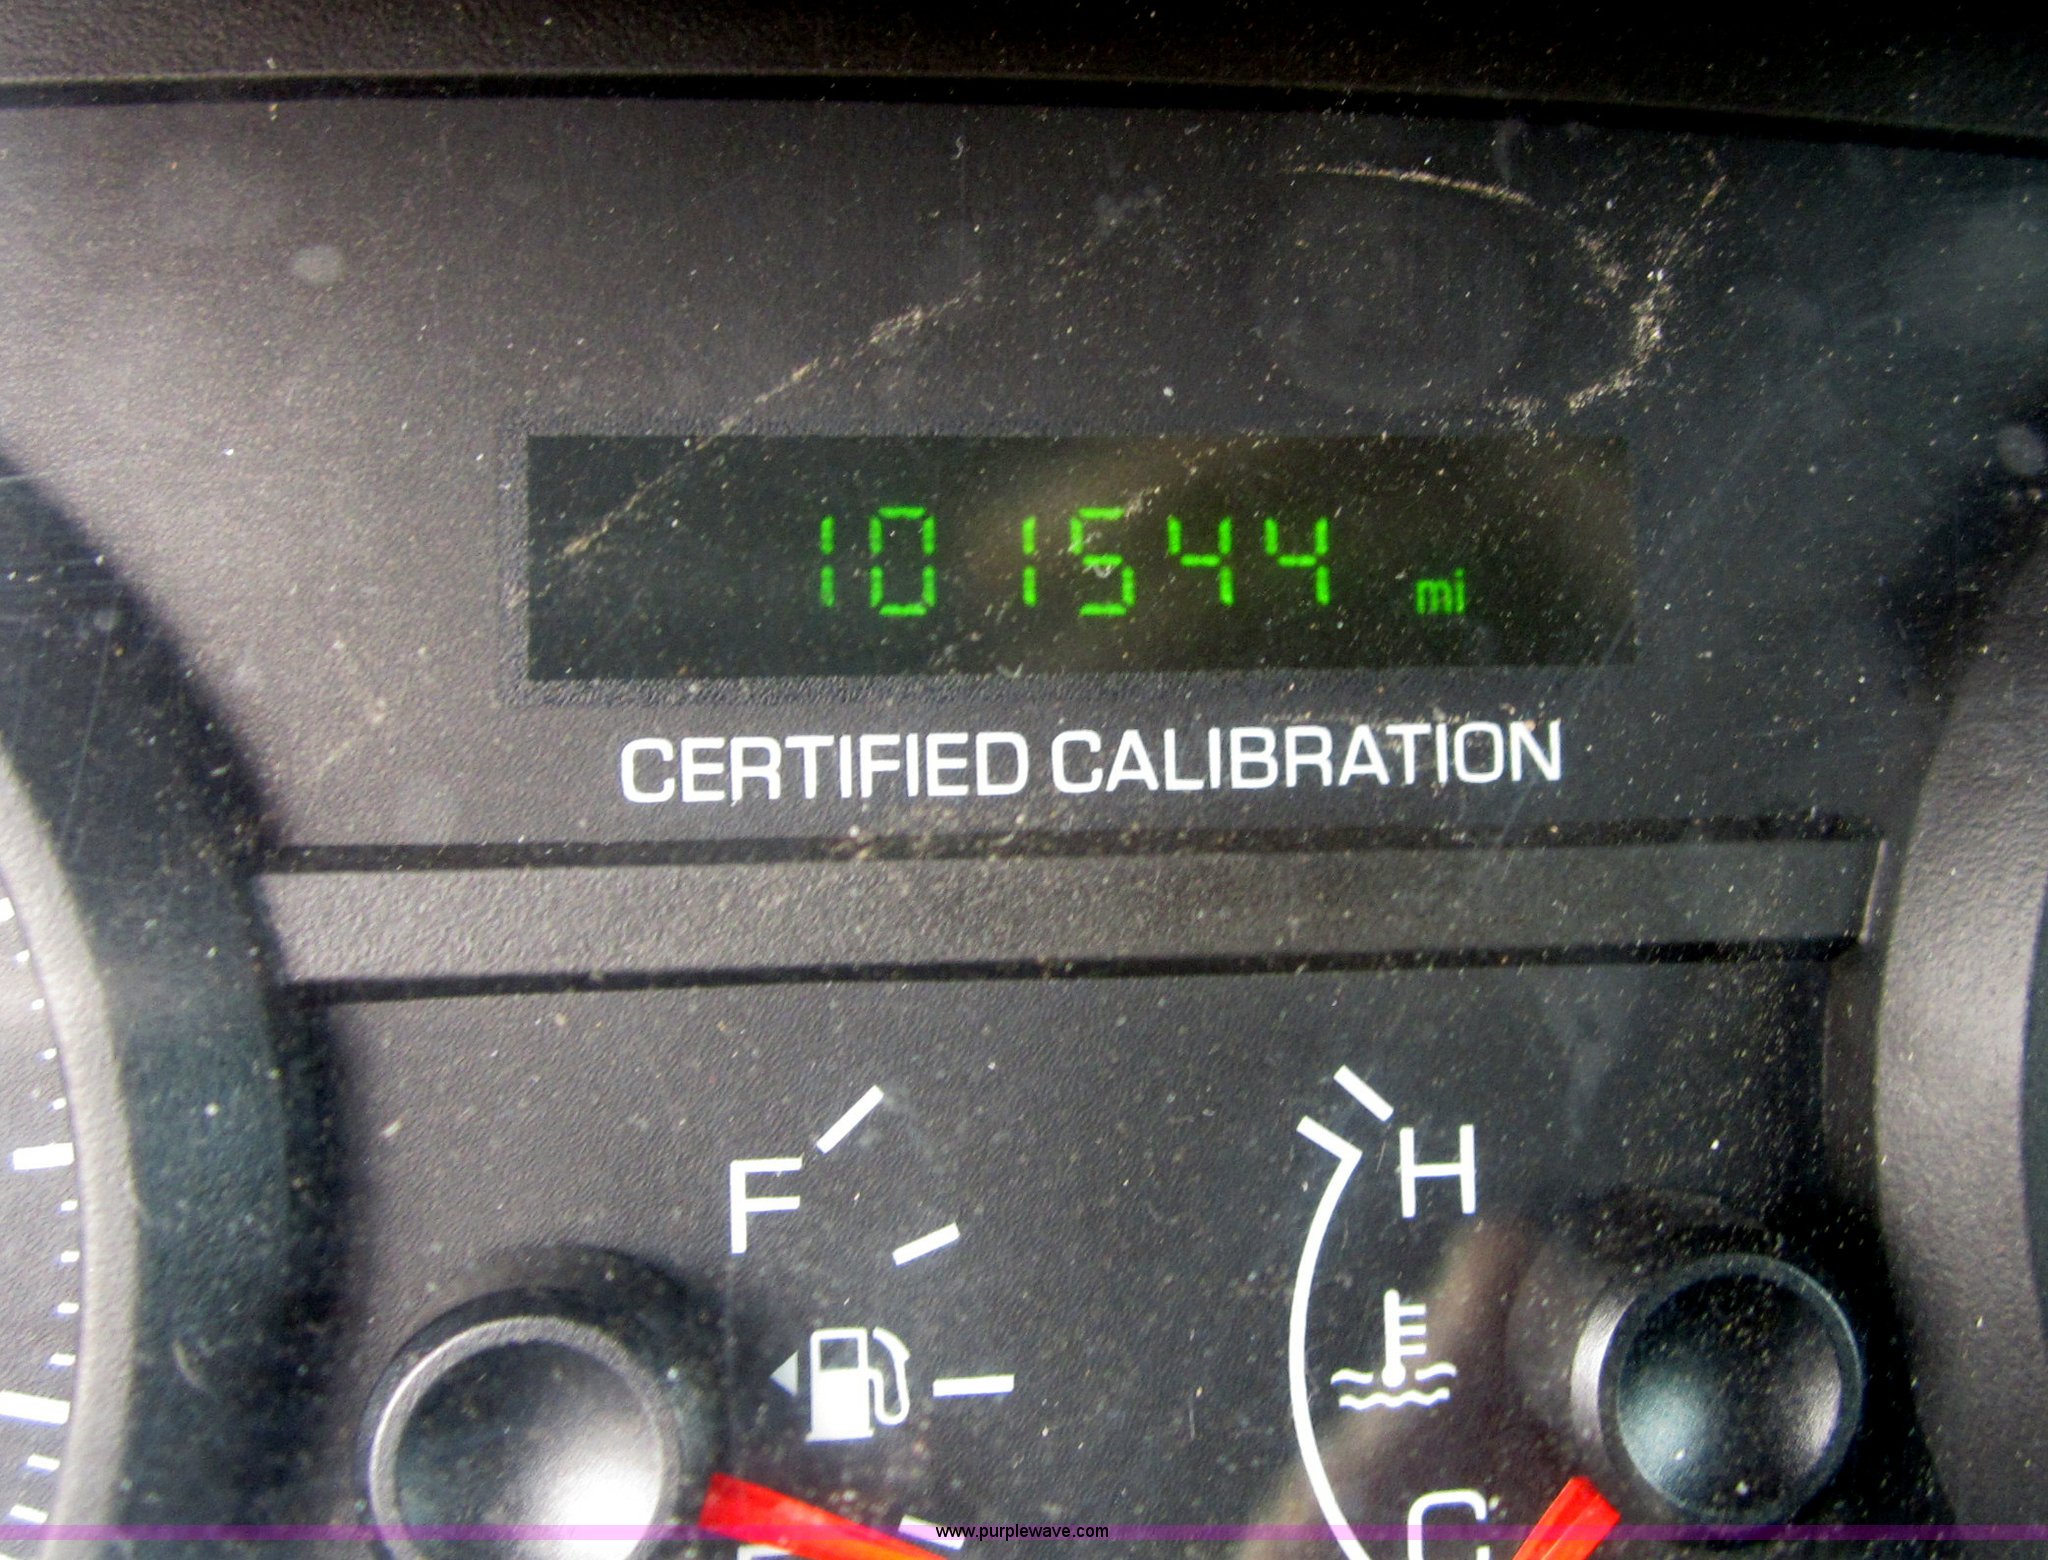 101544 mi
CERTIFIED CALIBRATION
F
H
C
www.purplewave.com